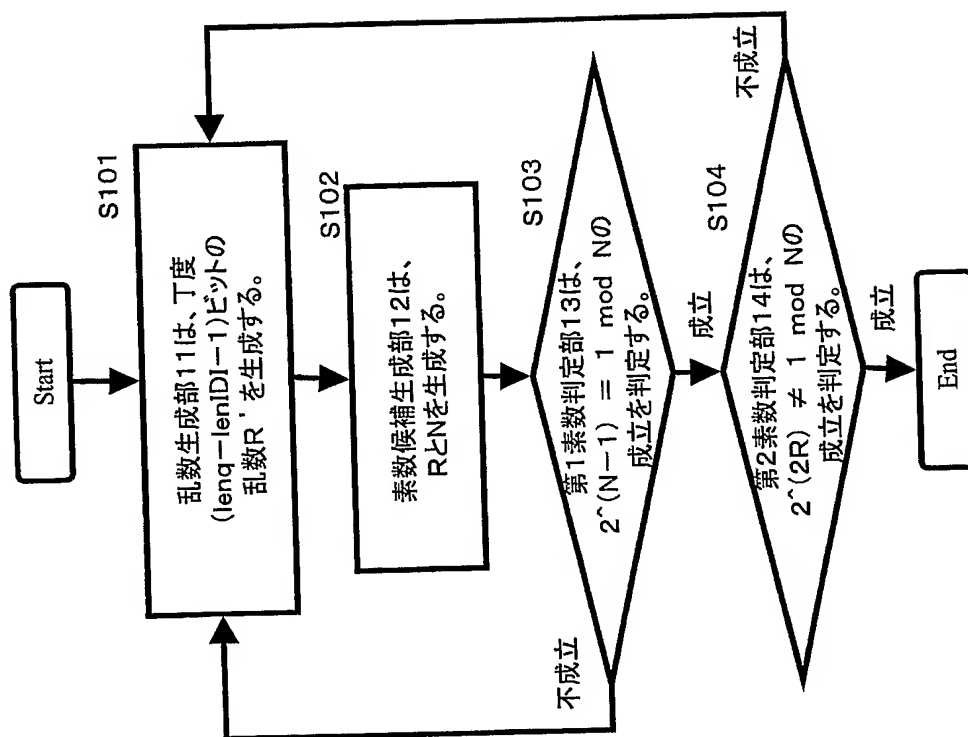 Start
S101
乱数生成部11は、丁度
(lenq−lenIDI−1)ビットの
乱数R'を生成する。
S102
素数候補生成部12は、
RとNを生成する。
S103
第1素数判定部13は、
2^(N−1) = 1 mod Nの
成立を判定する。
不成立
成立
S104
第2素数判定部14は、
2^(2R) ≠ 1 mod Nの
成立を判定する。
不成立
成立
End